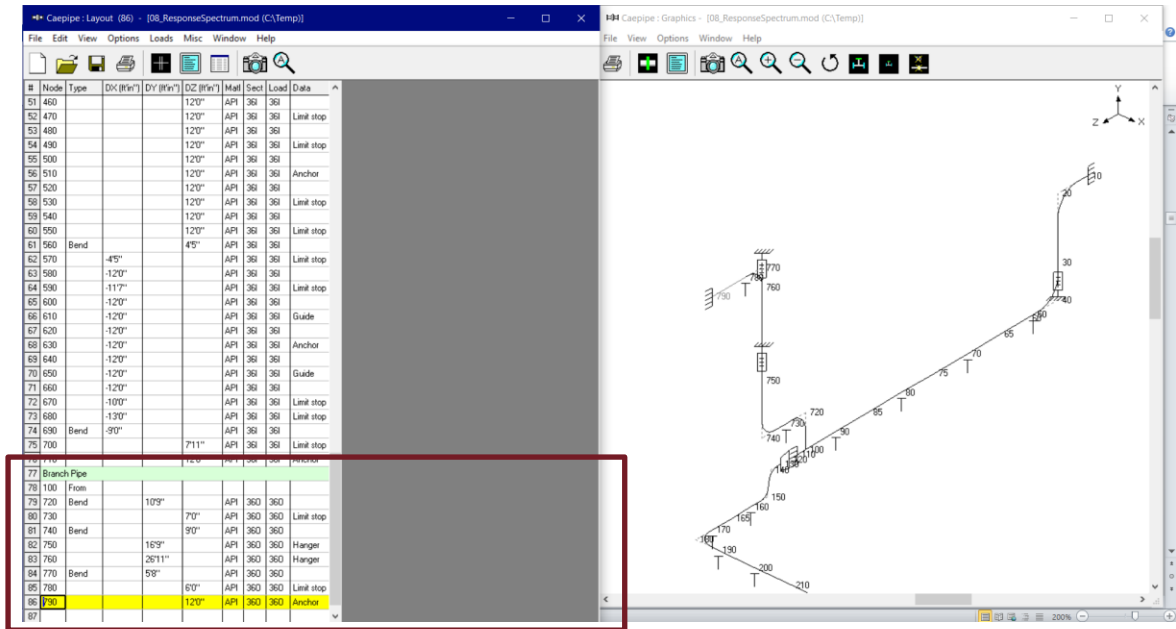 Caepipe : Layout (86) - [08_ResponseSpectrum.mod (C:\Temp)]
File Edit View Options Loads Misc Window Help
# Node Type DX (ft'in") DY (ft'in") DZ (ft'in") Matl Sect Load Data
51 460 12'0" API 36I 36I
52 470 12'0" API 36I 36I Limit stop
53 480 12'0" API 36I 36I
54 490 12'0" API 36I 36I Limit stop
55 500 12'0" API 36I 36I
56 510 12'0" API 36I 36I Anchor
57 520 12'0" API 36I 36I
58 530 12'0" API 36I 36I Limit stop
59 540 12'0" API 36I 36I
60 550 12'0" API 36I 36I Limit stop
61 560 Bend 4'5" API 36I 36I
62 570 -4'5" API 36I 36I Limit stop
63 580 -12'0" API 36I 36I
64 590 -11'7" API 36I 36I Limit stop
65 600 -12'0" API 36I 36I
66 610 -12'0" API 36I 36I Guide
67 620 -12'0" API 36I 36I
68 630 -12'0" API 36I 36I Anchor
69 640 -12'0" API 36I 36I
70 650 -12'0" API 36I 36I Guide
71 660 -12'0" API 36I 36I
72 670 -10'0" API 36I 36I Limit stop
73 680 -13'0" API 36I 36I Limit stop
74 690 Bend -9'0" API 36I 36I
75 700 7'11" API 36I 36I Limit stop
76 710 12'0" API 36I 36I Anchor
77 Branch Pipe
78 100 From
79 720 Bend 10'9" API 360 360
80 730 7'0" API 360 360 Limit stop
81 740 Bend 9'0" API 360 360
82 750 16'9" API 360 360 Hanger
83 760 26'11" API 360 360 Hanger
84 770 Bend 5'8" API 360 360
85 780 6'0" API 360 360 Limit stop
86 790 12'0" API 360 360 Anchor
87
Caepipe : Graphics - [08_ResponseSpectrum.mod (C:\Temp)]
File View Options Window Help
Y
Z X
10
20
30
40
60
65
70
75
80
85
90
100
110
120
130
140
150
160
165
170
180
190
200
210
720
730
740
750
760
770
780
790
200%